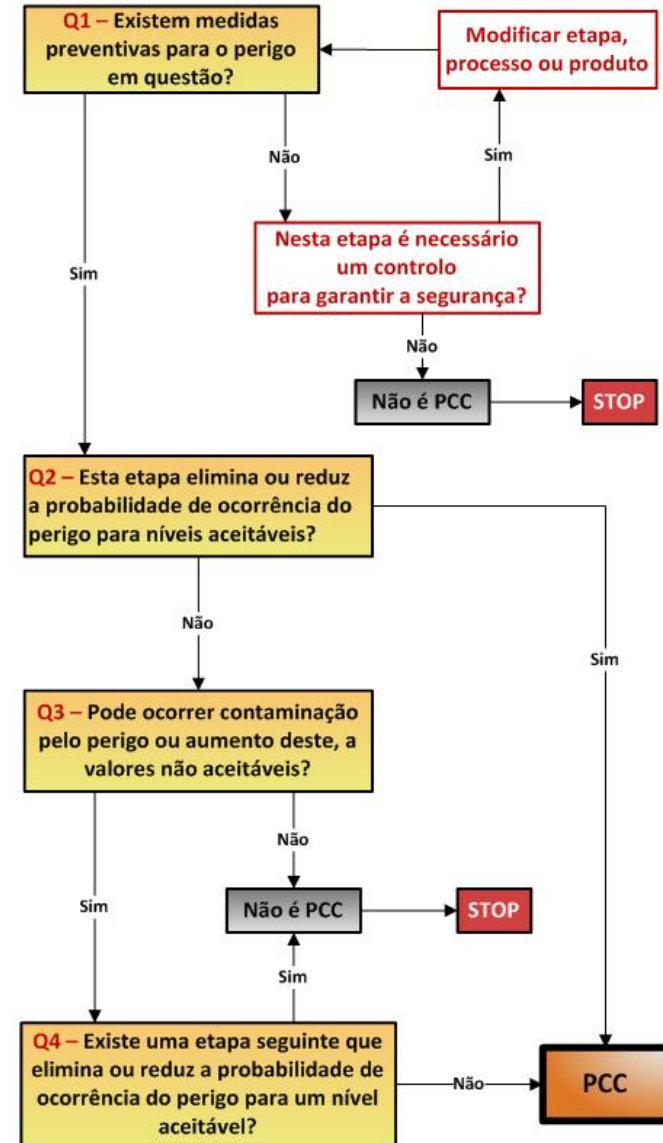 Q1 – Existem medidas
preventivas para o perigo
em questão?
Modificar etapa,
processo ou produto
Não
Sim
Nesta etapa é necessário
um controlo
para garantir a segurança?
Sim
Não
Não é PCC
STOP
Q2 – Esta etapa elimina ou reduz
a probabilidade de ocorrência do
perigo para níveis aceitáveis?
Não
Sim
Q3 – Pode ocorrer contaminação
pelo perigo ou aumento deste, a
valores não aceitáveis?
Não
Sim
Não é PCC
STOP
Sim
Q4 – Existe uma etapa seguinte que
elimina ou reduz a probabilidade de
ocorrência do perigo para um nível
aceitável?
Não
PCC